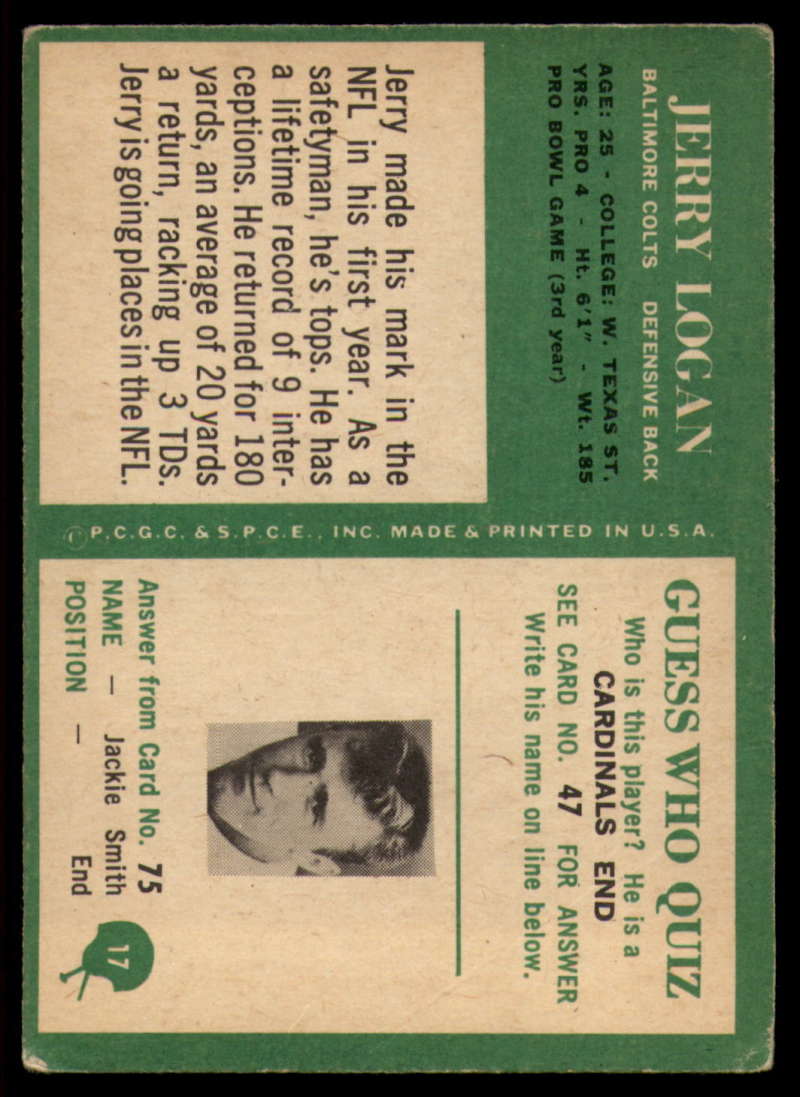 JERRY LOGAN
BALTIMORE COLTS DEFENSIVE BACK
AGE: 25 - COLLEGE: W. TEXAS ST.
YRS. PRO 4 - Ht. 6'1" - Wt. 185
PRO BOWL GAME (3rd year)
Jerry made his mark in the
NFL in his first year. As a
safetyman, he's tops. He has
a lifetime record of 9 inter-
ceptions. He returned for 180
yards, an average of 20 yards
a return, racking up 3 TDs.
Jerry is going places in the NFL.
© P.C.G.C. & S.P.C.E., INC. MADE & PRINTED IN U.S.A.
GUESS WHO QUIZ
Who is this player? He is a
CARDINALS END
SEE CARD NO. 47 FOR ANSWER
Write his name on line below.
Answer from Card No. 75
NAME — Jackie Smith
POSITION — End
17